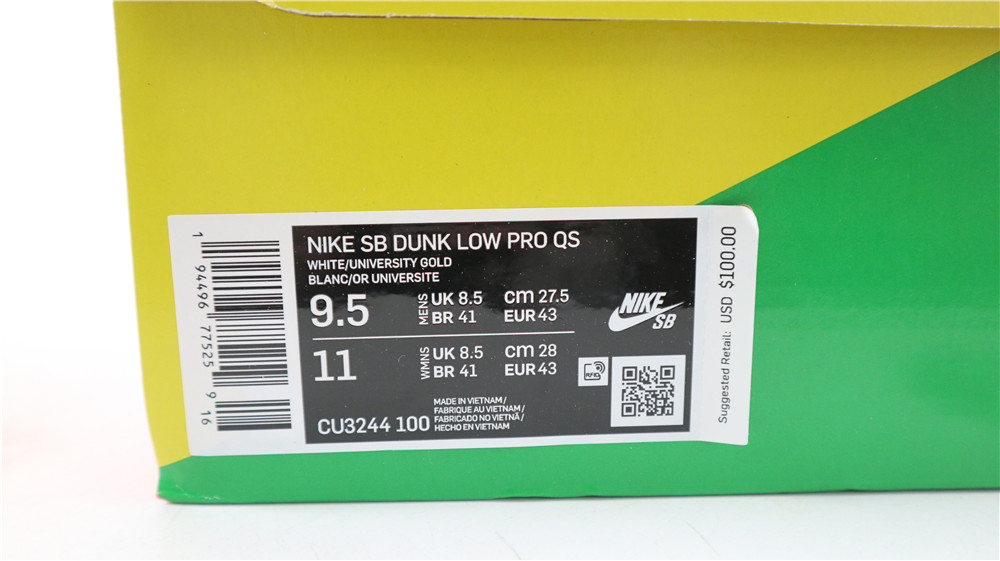 NIKE SB DUNK LOW PRO QS
WHITE/UNIVERSITY GOLD
BLANC/OR UNIVERSITE
9.5
MENS
UK 8.5 cm 27.5
BR 41 EUR 43
11
WMNS
UK 8.5 cm 28
BR 41 EUR 43
CU3244 100
MADE IN VIETNAM/
FABRIQUE AU VIETNAM/
FABRICADO NO VIETNÃ/
HECHO EN VIETNAM
NIKE
SB
RFID
1 94496 77525 9 16
Suggested Retail: USD $100.00